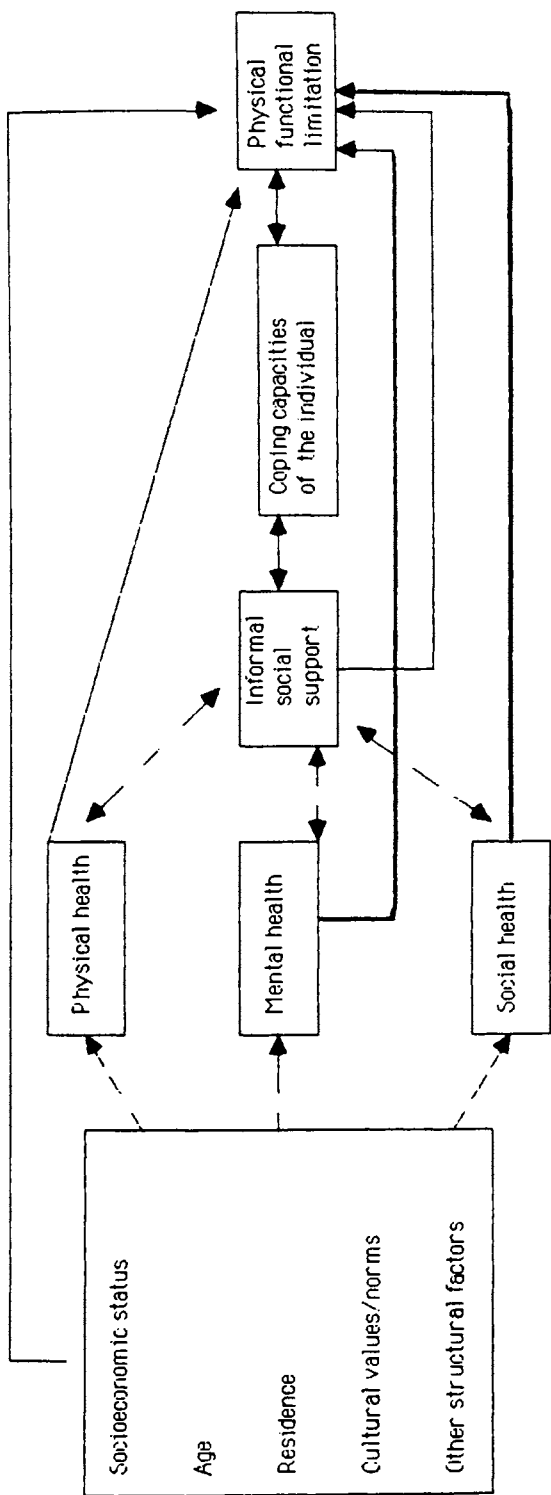 Socioeconomic status
Age
Residence
Cultural values/norms
Other structural factors
Physical health
Mental health
Social health
Informal
social
support
Coping capacities
of the individual
Physical
functional
limitation